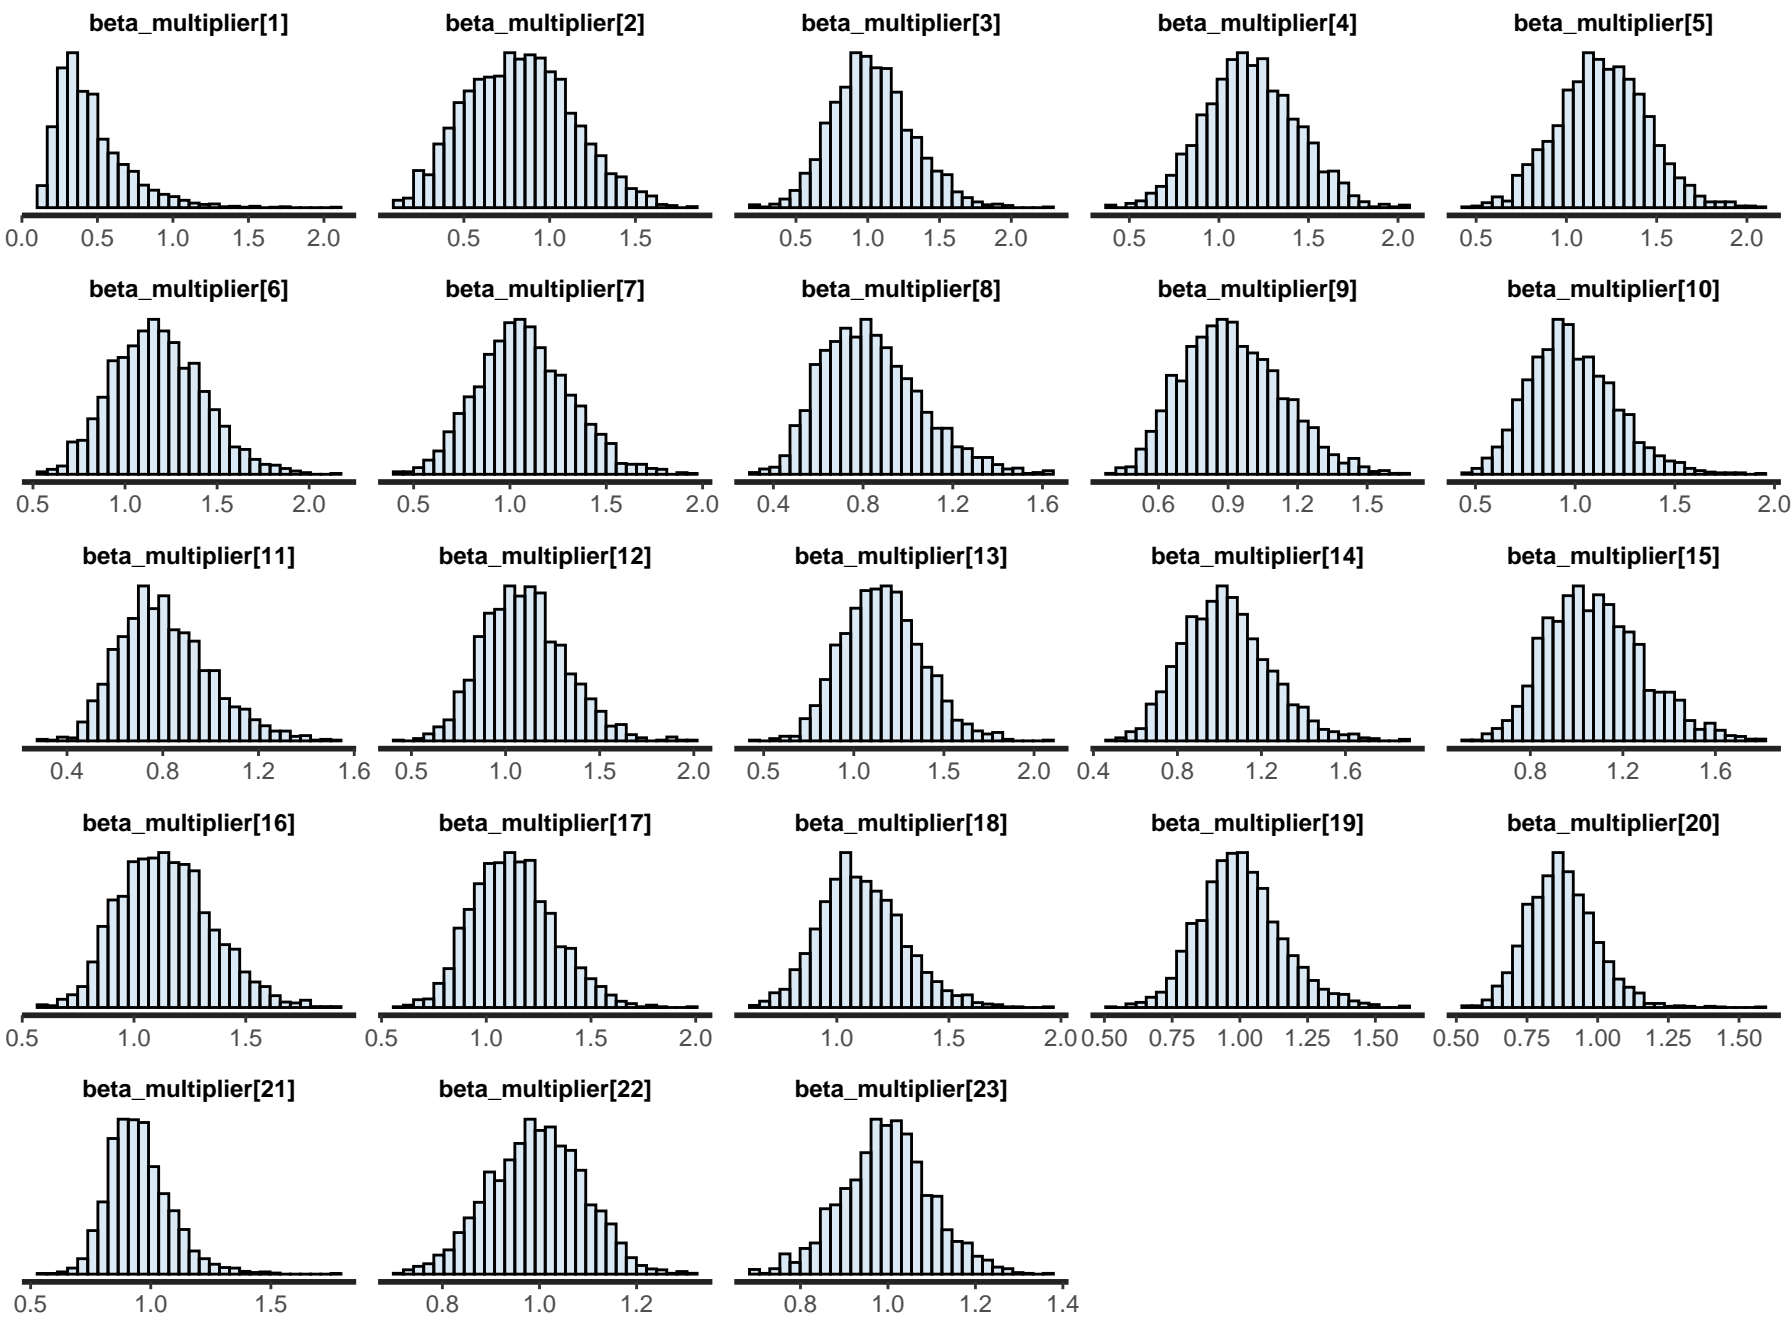 beta_multiplier[1] beta_multiplier[2] beta_multiplier[3] beta_multiplier[4] beta_multiplier[5]
0.0 0.5 1.0 1.5 2.0 0.5 1.0 1.5 0.5 1.0 1.5 2.0 0.5 1.0 1.5 2.0 0.5 1.0 1.5 2.0
beta_multiplier[6] beta_multiplier[7] beta_multiplier[8] beta_multiplier[9] beta_multiplier[10]
0.5 1.0 1.5 2.0 0.5 1.0 1.5 2.0 0.4 0.8 1.2 1.6 0.6 0.9 1.2 1.5 0.5 1.0 1.5 2.0
beta_multiplier[11] beta_multiplier[12] beta_multiplier[13] beta_multiplier[14] beta_multiplier[15]
0.4 0.8 1.2 1.6 0.5 1.0 1.5 2.0 0.5 1.0 1.5 2.0 0.4 0.8 1.2 1.6 0.8 1.2 1.6
beta_multiplier[16] beta_multiplier[17] beta_multiplier[18] beta_multiplier[19] beta_multiplier[20]
0.5 1.0 1.5 0.5 1.0 1.5 2.0 1.0 1.5 2.0 0.50 0.75 1.00 1.25 1.50 0.50 0.75 1.00 1.25 1.50
beta_multiplier[21] beta_multiplier[22] beta_multiplier[23]
0.5 1.0 1.5 0.8 1.0 1.2 0.8 1.0 1.2 1.4